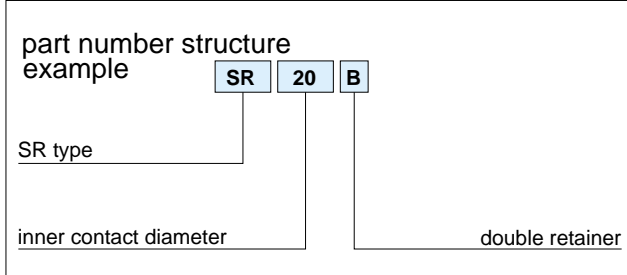 part number structure
example
SR 20 B
SR type
inner contact diameter
double retainer